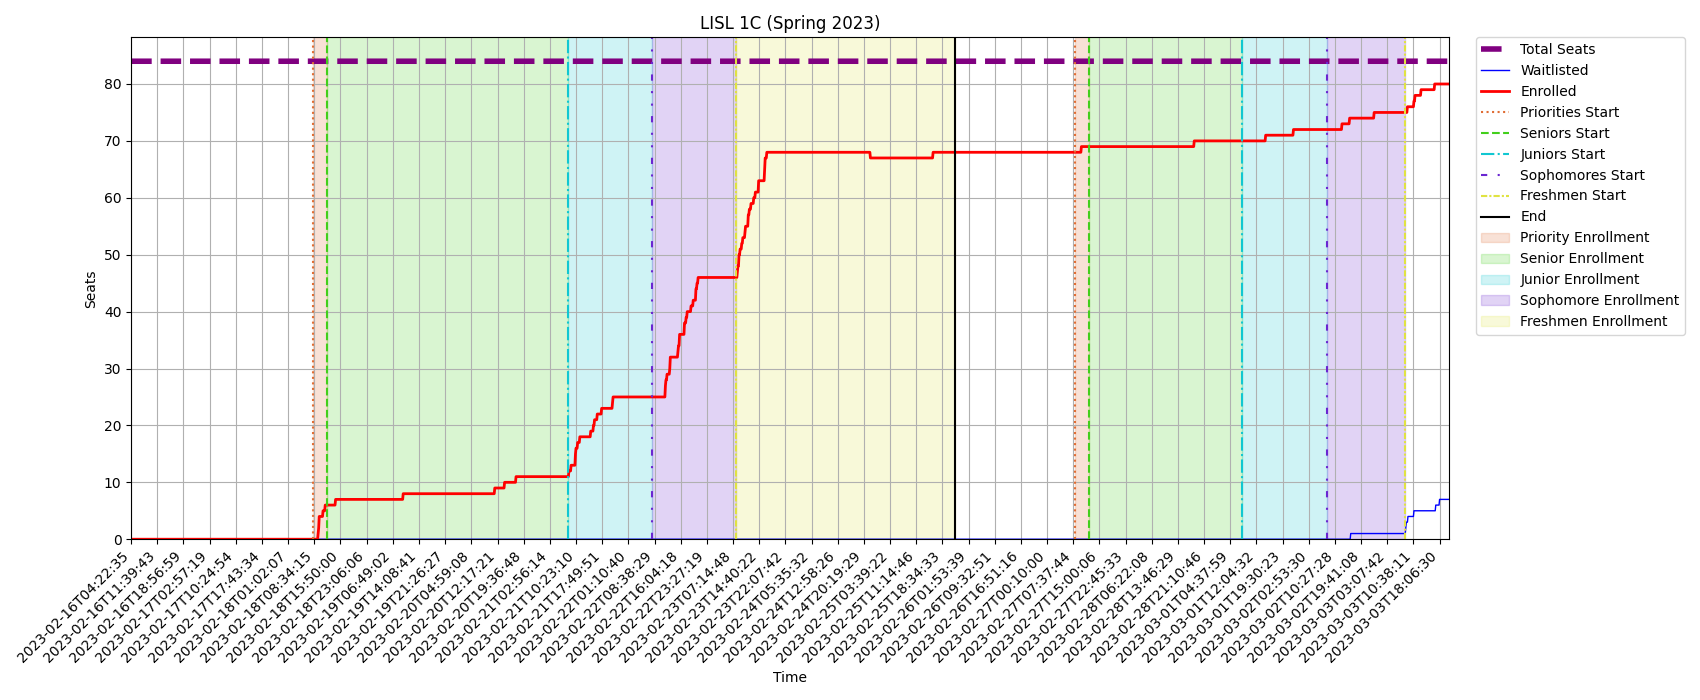 LISL 1C (Spring 2023)
Total Seats
Waitlisted
Enrolled
Priorities Start
Seniors Start
Juniors Start
Sophomores Start
Freshmen Start
End
Priority Enrollment
Senior Enrollment
Junior Enrollment
Sophomore Enrollment
Freshmen Enrollment
Seats
80
70
60
50
40
30
20
10
0
2023-02-16T04:22:35
2023-02-16T11:39:43
2023-02-16T18:56:59
2023-02-17T02:57:19
2023-02-17T10:24:54
2023-02-17T17:43:34
2023-02-18T01:02:07
2023-02-18T08:34:15
2023-02-18T15:50:00
2023-02-18T23:06:06
2023-02-19T06:49:02
2023-02-19T14:08:41
2023-02-19T21:26:27
2023-02-20T04:59:08
2023-02-20T12:17:21
2023-02-20T19:36:48
2023-02-21T02:56:14
2023-02-21T10:23:10
2023-02-21T17:49:51
2023-02-22T01:10:40
2023-02-22T08:38:29
2023-02-22T16:04:18
2023-02-22T23:27:19
2023-02-23T07:14:48
2023-02-23T14:40:22
2023-02-23T22:07:42
2023-02-24T05:35:32
2023-02-24T12:58:26
2023-02-24T20:19:29
2023-02-25T03:39:22
2023-02-25T11:14:46
2023-02-25T18:34:33
2023-02-26T01:53:39
2023-02-26T09:32:51
2023-02-26T16:51:16
2023-02-27T00:10:00
2023-02-27T07:37:44
2023-02-27T15:00:06
2023-02-27T22:45:33
2023-02-28T06:22:08
2023-02-28T13:46:29
2023-02-28T21:10:46
2023-03-01T04:37:59
2023-03-01T12:04:32
2023-03-01T19:30:23
2023-03-02T02:53:30
2023-03-02T10:27:28
2023-03-02T19:41:08
2023-03-03T03:07:42
2023-03-03T10:38:11
2023-03-03T18:06:30
Time